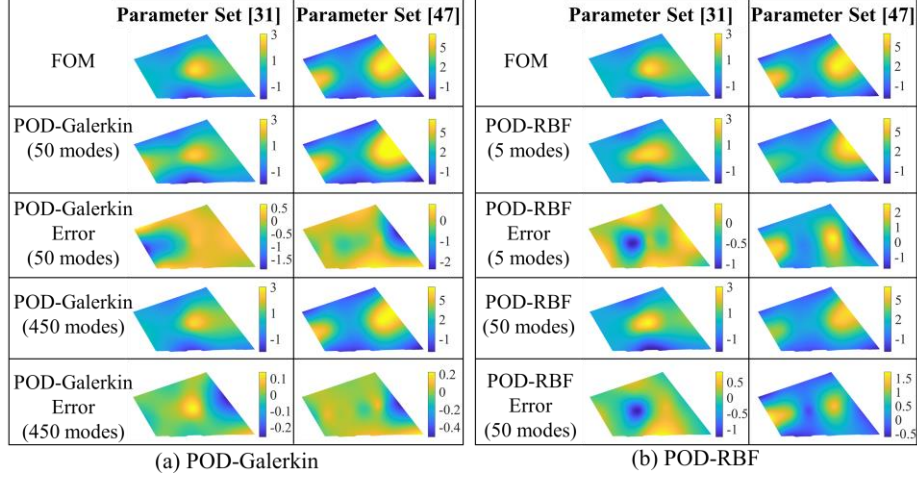 Parameter Set [31] Parameter Set [47]
FOM
3
1
-1
5
2
-1
POD-Galerkin
(50 modes)
3
1
-1
5
2
-1
POD-Galerkin
Error
(50 modes)
0.5
0
-0.5
-1
-1.5
0
-1
-2
POD-Galerkin
(450 modes)
3
1
-1
5
2
-1
POD-Galerkin
Error
(450 modes)
0.1
0
-0.1
-0.2
0.2
0
-0.2
-0.4
(a) POD-Galerkin
Parameter Set [31] Parameter Set [47]
FOM
3
1
-1
5
2
-1
POD-RBF
(5 modes)
3
1
-1
5
2
-1
POD-RBF
Error
(5 modes)
0
-0.5
-1
2
1
0
-1
POD-RBF
(50 modes)
3
1
-1
5
2
-1
POD-RBF
Error
(50 modes)
0.5
0
-0.5
-1
1.5
1
0.5
0
-0.5
(b) POD-RBF